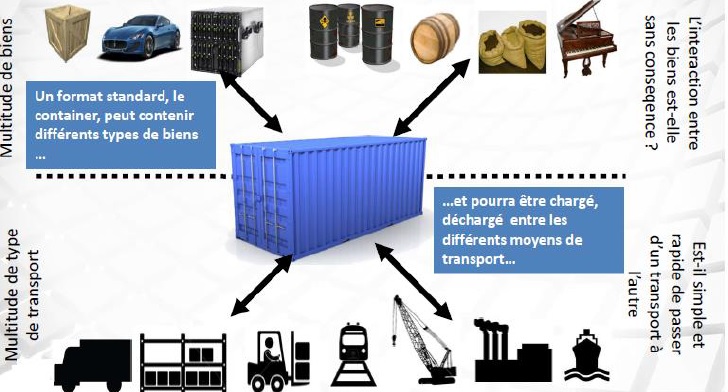 Multitude de biens
Un format standard, le
container, peut contenir
différents types de biens
...
L'interaction entre
les biens est-elle
sans conseqence ?
...et pourra être chargé,
déchargé entre les
différents moyens de
transport...
Multitude de type
de transport
Est-il simple et
rapide de passer
d'un transport à
l'autre